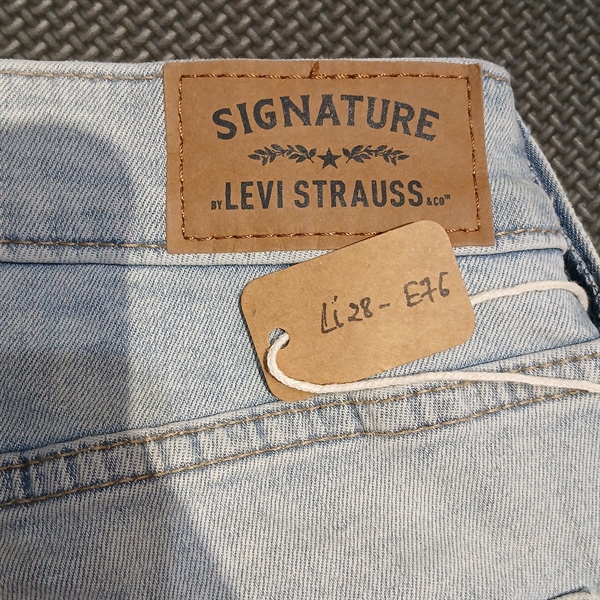 SIGNATURE
BY LEVI STRAUSS & CO™
Li28 - E76